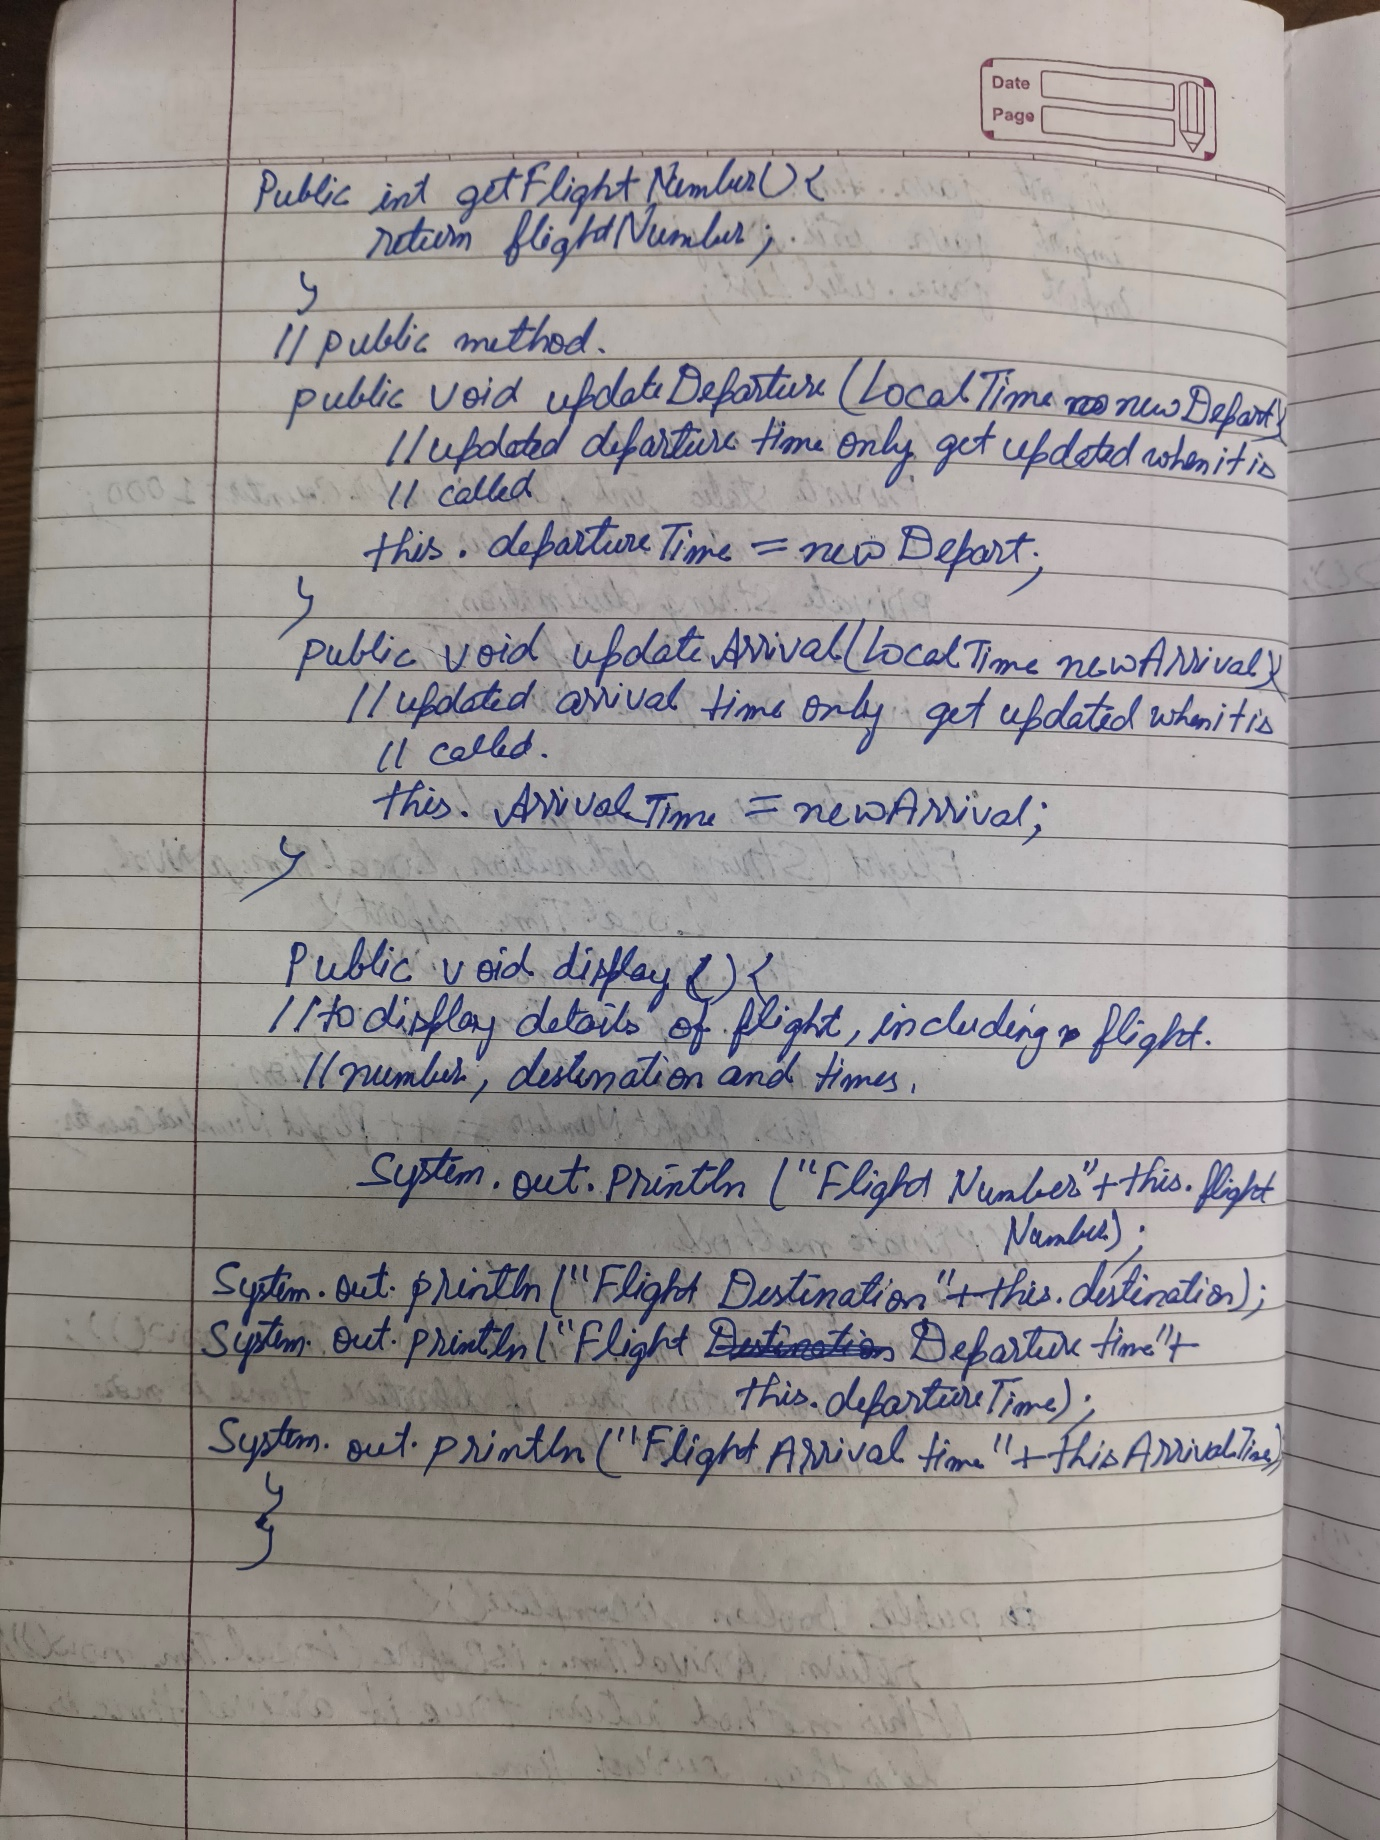 Date
Page
Public int getFlightNumber(){
return flightNumber;
}
// public method.
public void updateDeparture(LocalTime newDepart){
//updated departure time only get updated when it is
// called
this. departureTime = newDepart;
}
public void updateArrival(LocalTime newArrival){
//updated arrival time only get updated when it is
// called.
this. ArrivalTime = newArrival;
}
Public void display(){
//to display details of flight, including flight.
//number, destination and times.
System.out.println ("Flight Number"+this.flight
Number);
System.out.println("Flight Destination"+this.destination);
System.out.println("Flight Departure time"+
this.departureTime);
System.out.println("Flight Arrival time"+this ArrivalTime)
}
}